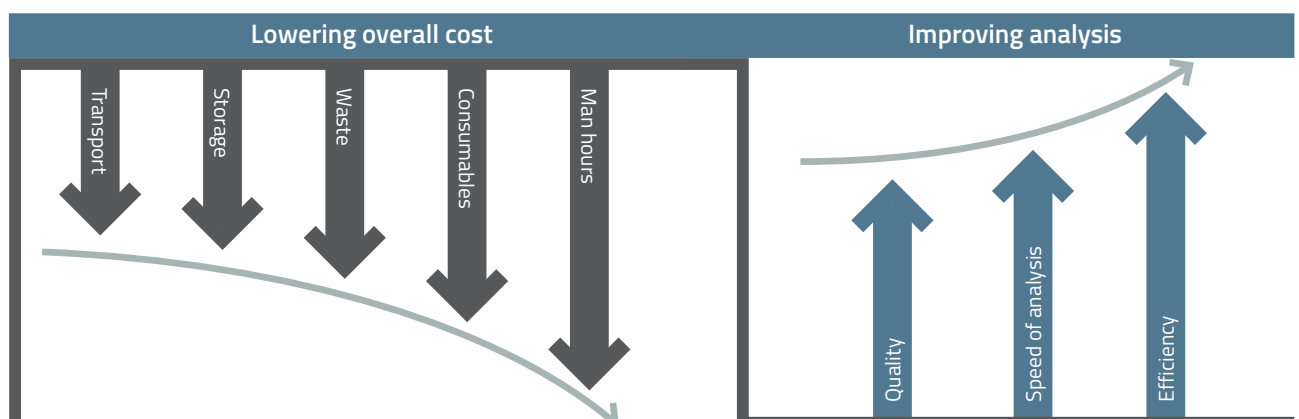 Lowering overall cost
Improving analysis
Transport
Storage
Waste
Consumables
Man hours
Quality
Speed of analysis
Efficiency